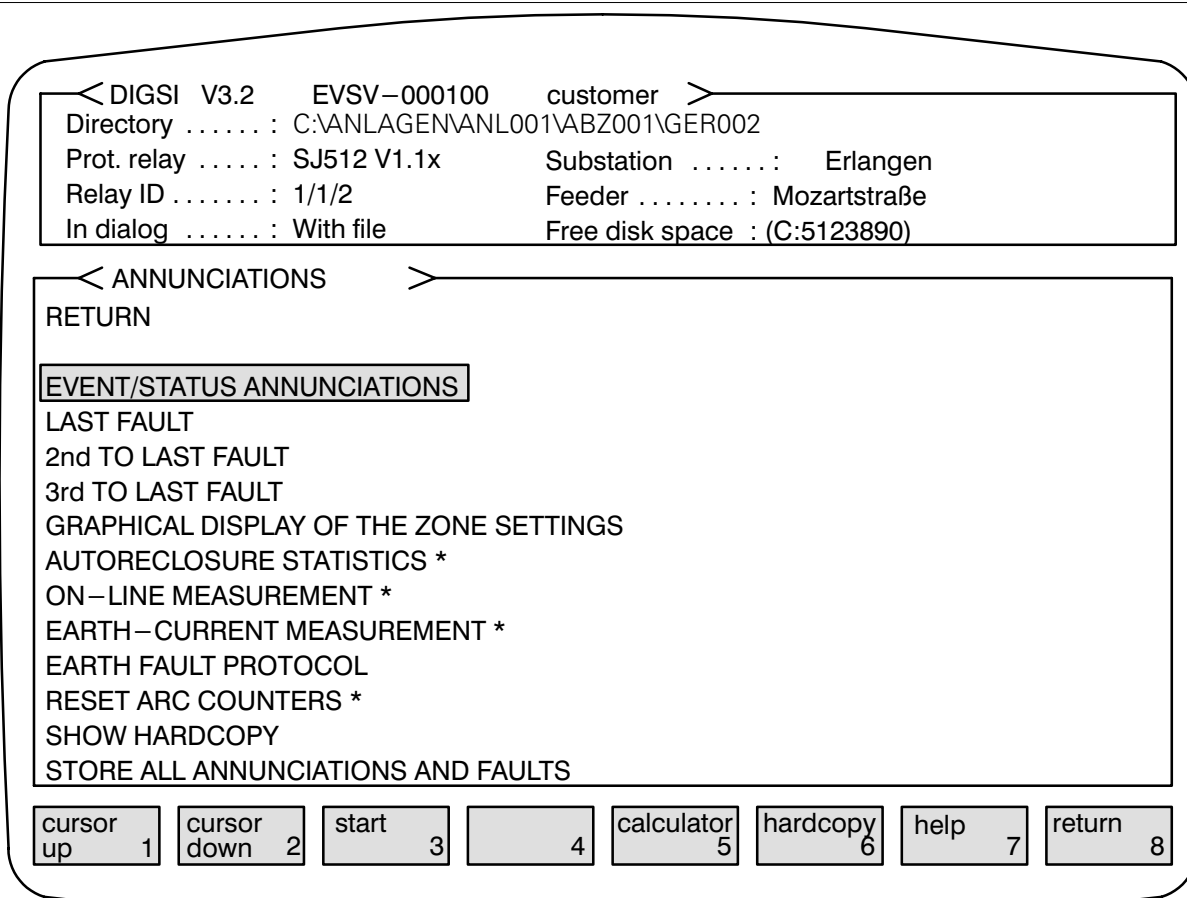 DIGSI V3.2 EVSV−000100 customer
Directory ...... : C:\ANLAGEN\ANL001\ABZ001\GER002
Prot. relay ..... : SJ512 V1.1x Substation ......: Erlangen
Relay ID ....... : 1/1/2 Feeder ........ : Mozartstraße
In dialog ...... : With file Free disk space : (C:5123890)
ANNUNCIATIONS
RETURN
EVENT/STATUS ANNUNCIATIONS
LAST FAULT
2nd TO LAST FAULT
3rd TO LAST FAULT
GRAPHICAL DISPLAY OF THE ZONE SETTINGS
AUTORECLOSURE STATISTICS *
ON−LINE MEASUREMENT *
EARTH−CURRENT MEASUREMENT *
EARTH FAULT PROTOCOL
RESET ARC COUNTERS *
SHOW HARDCOPY
STORE ALL ANNUNCIATIONS AND FAULTS
cursor up 1 cursor down 2 start 3 4 calculator 5 hardcopy 6 help 7 return 8